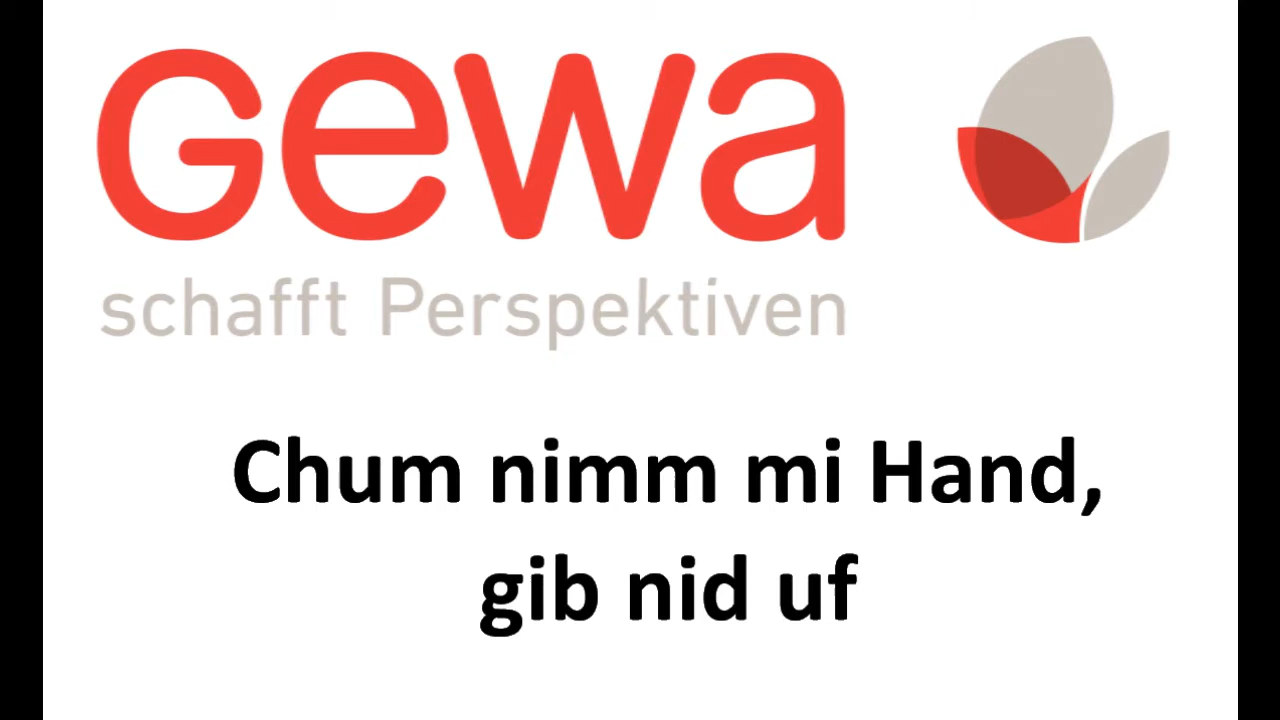 Gewa
schafft Perspektiven
Chum nimm mi Hand,
gib nid uf